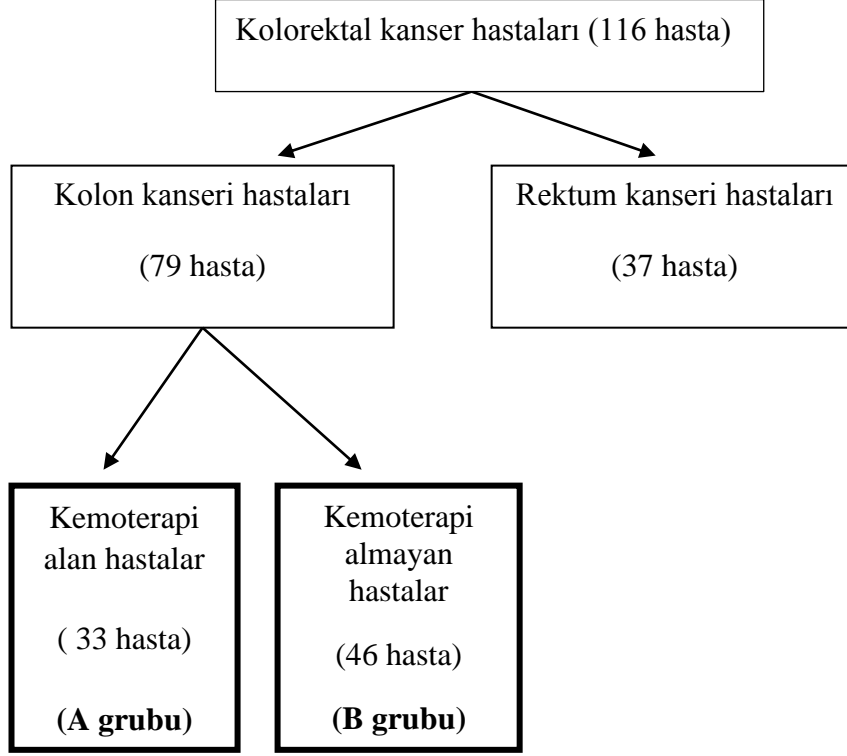 Kolorektal kanser hastaları (116 hasta)
Kolon kanseri hastaları
(79 hasta)
Rektum kanseri hastaları
(37 hasta)
Kemoterapi
alan hastalar
( 33 hasta)
(A grubu)
Kemoterapi
almayan
hastalar
(46 hasta)
(B grubu)